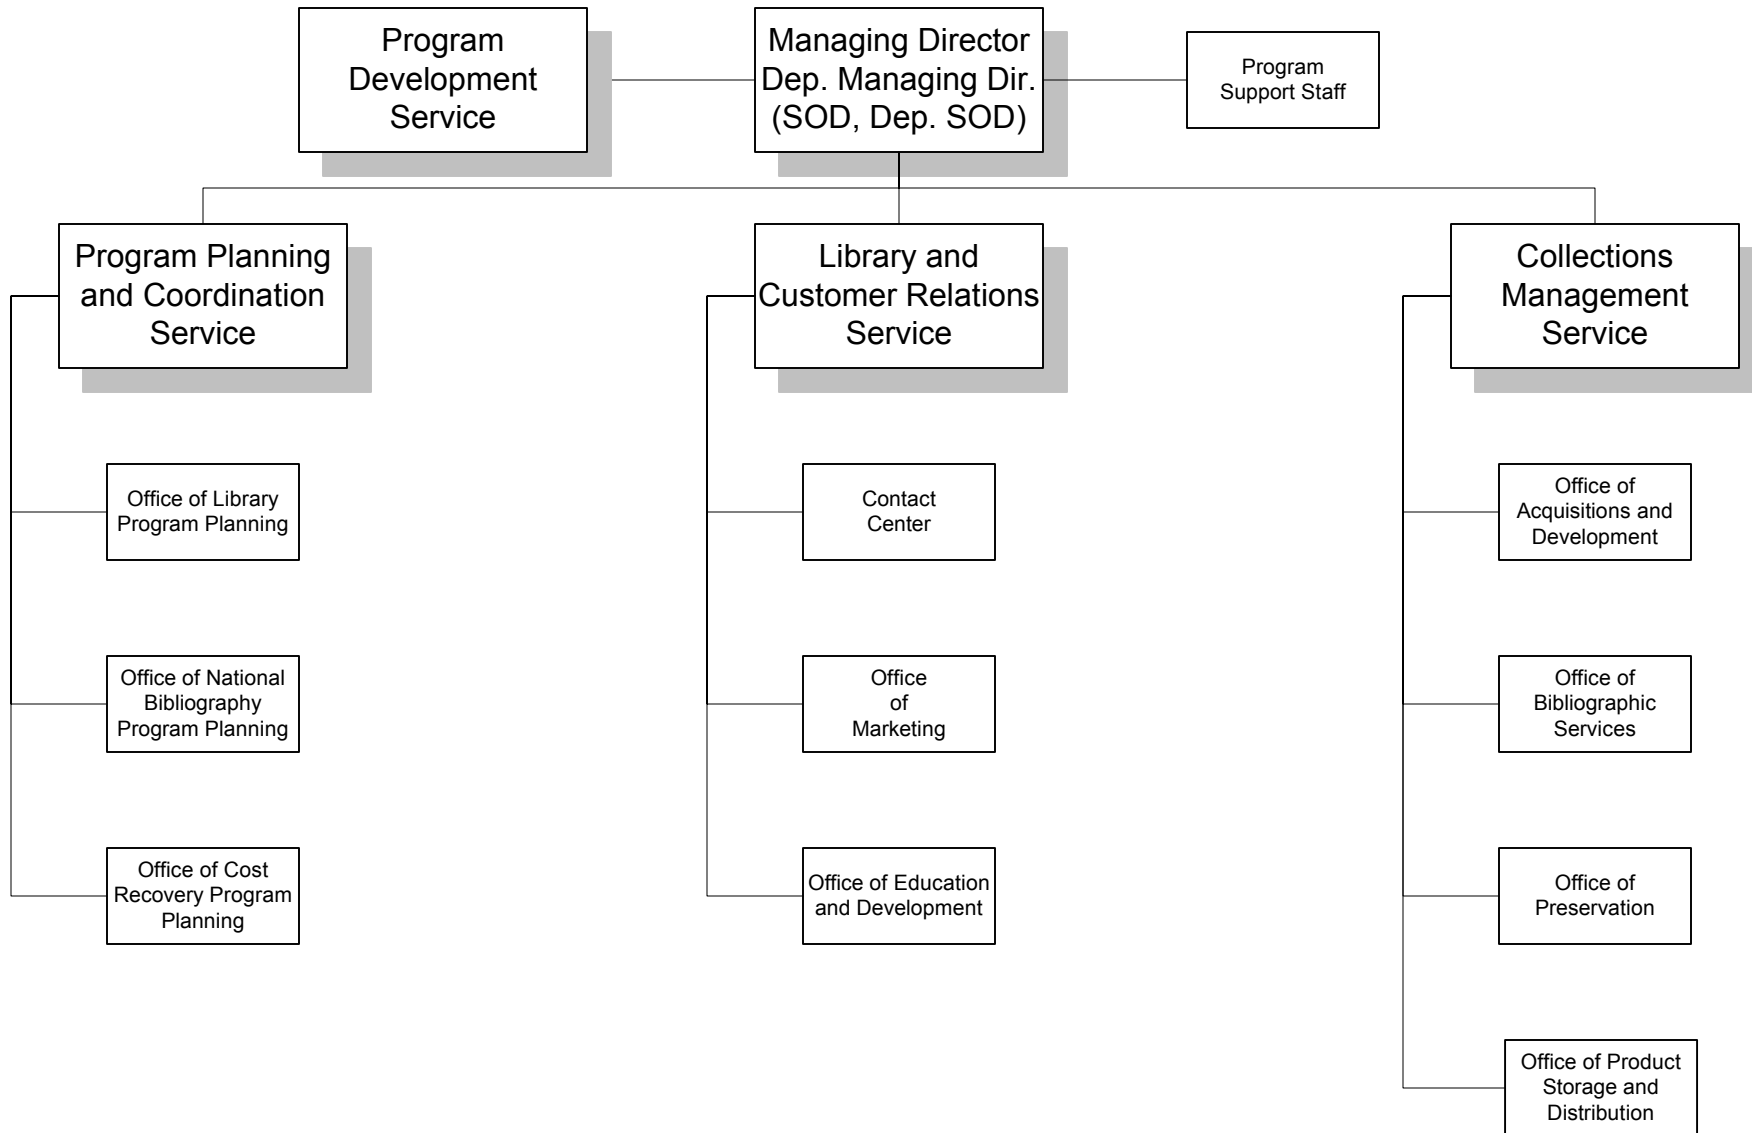 Program
Development
Service
Managing Director
Dep. Managing Dir.
(SOD, Dep. SOD)
Program
Support Staff
Program Planning
and Coordination
Service
Library and
Customer Relations
Service
Collections
Management
Service
Office of Library
Program Planning
Contact
Center
Office of
Acquisitions and
Development
Office of National
Bibliography
Program Planning
Office
of
Marketing
Office of
Bibliographic
Services
Office of Cost
Recovery Program
Planning
Office of Education
and Development
Office of
Preservation
Office of Product
Storage and
Distribution